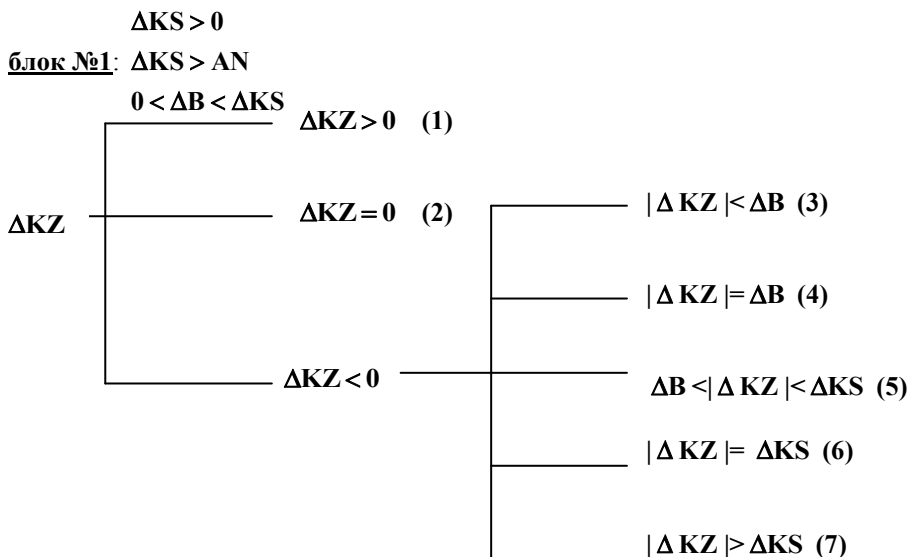 ΔKS > 0
блок №1: ΔKS > AN
0 < ΔB < ΔKS
ΔKZ > 0 (1)
ΔKZ
ΔKZ = 0 (2)
ΔKZ < 0
| Δ KZ |< ΔB (3)
| Δ KZ |= ΔB (4)
ΔB <| Δ KZ |< ΔKS (5)
| Δ KZ |= ΔKS (6)
| Δ KZ |> ΔKS (7)